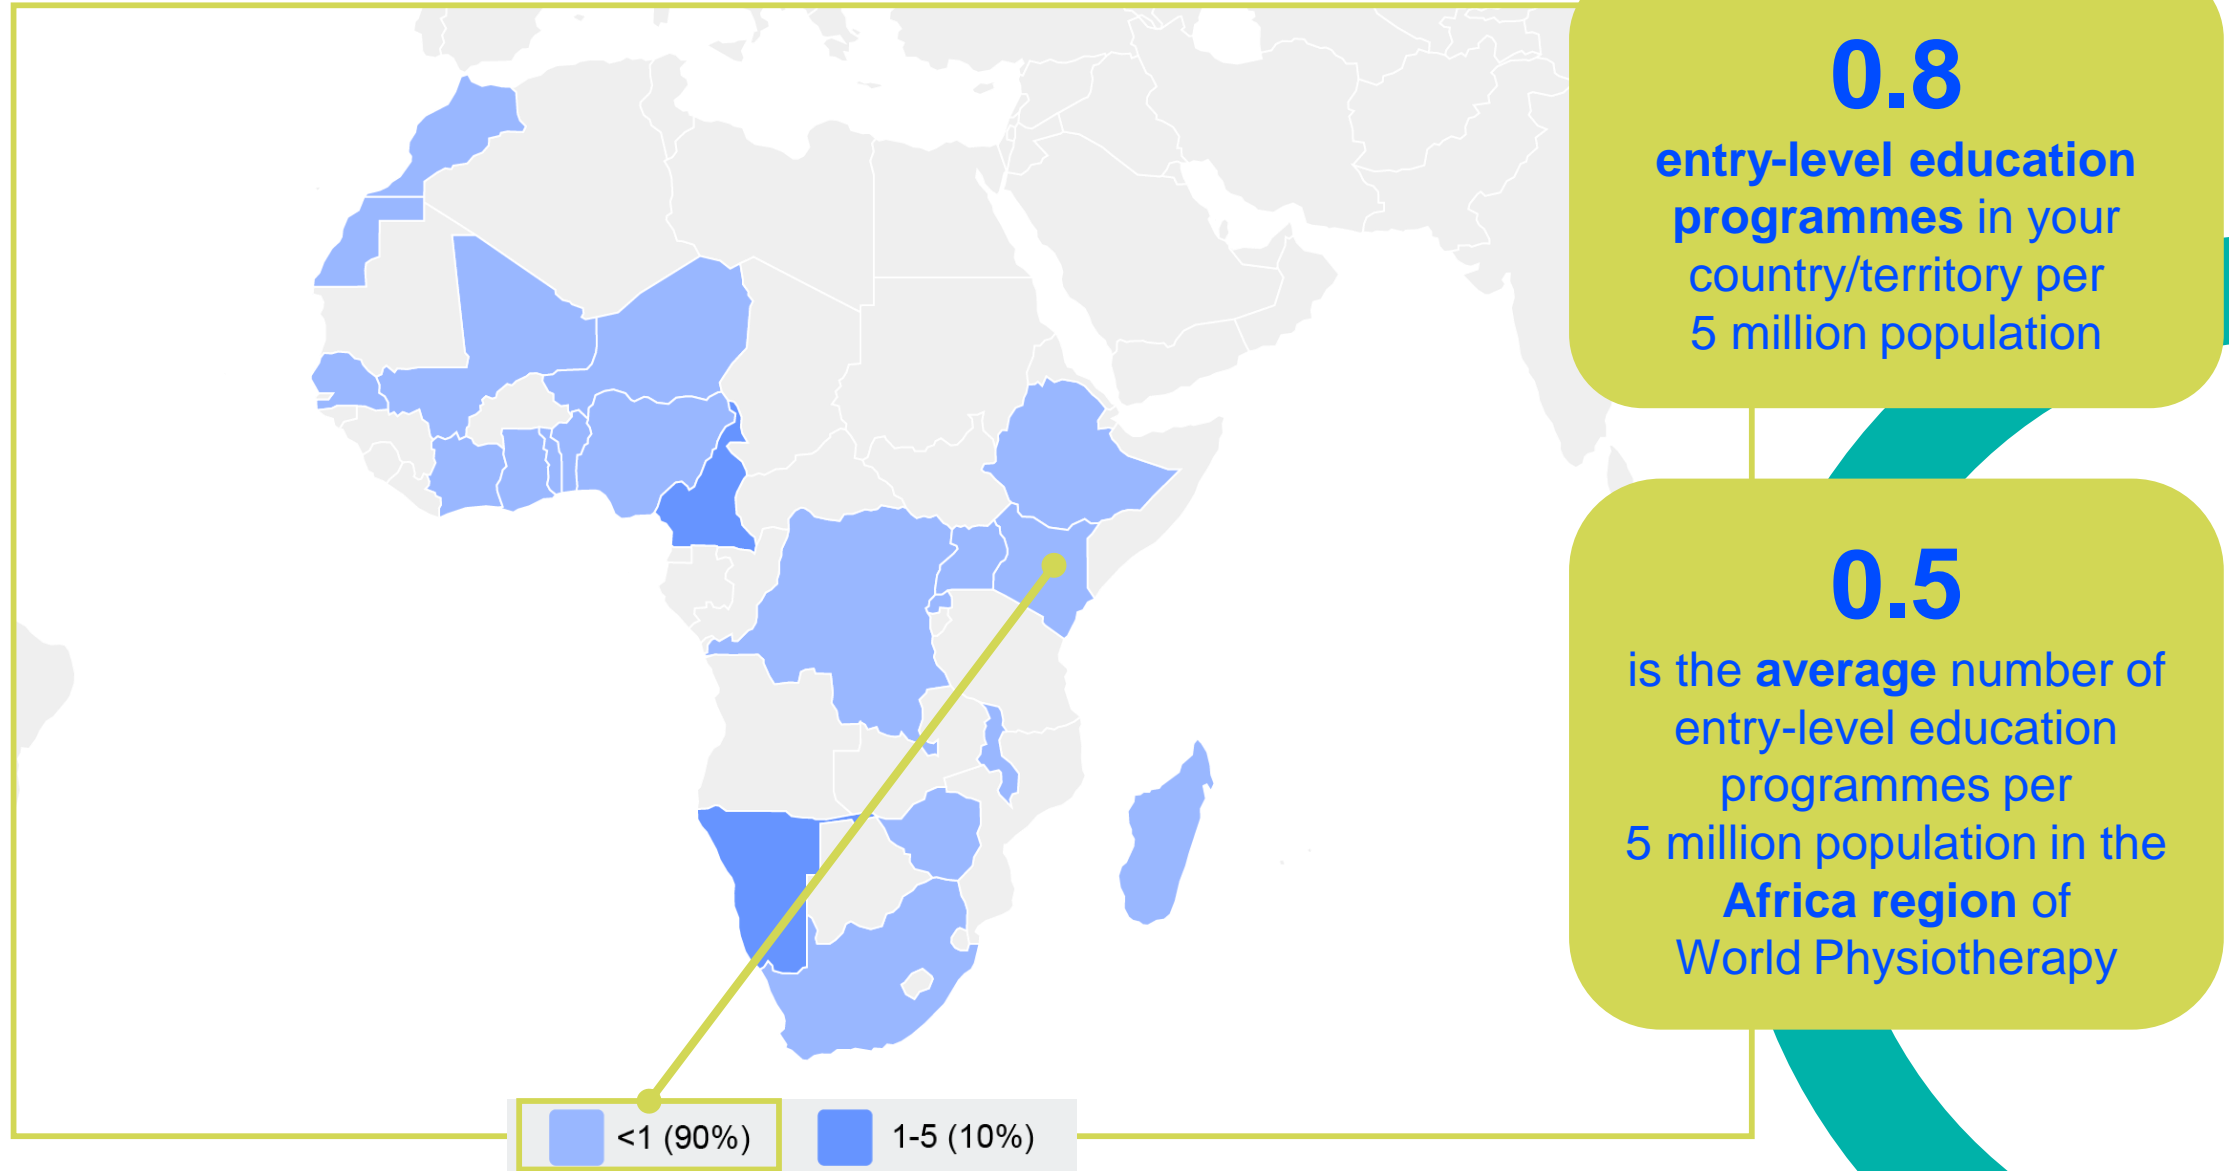 0.8
entry-level education
programmes in your
country/territory per
5 million population
0.5
is the average number of
entry-level education
programmes per
5 million population in the
Africa region of
World Physiotherapy
<1 (90%)
1-5 (10%)